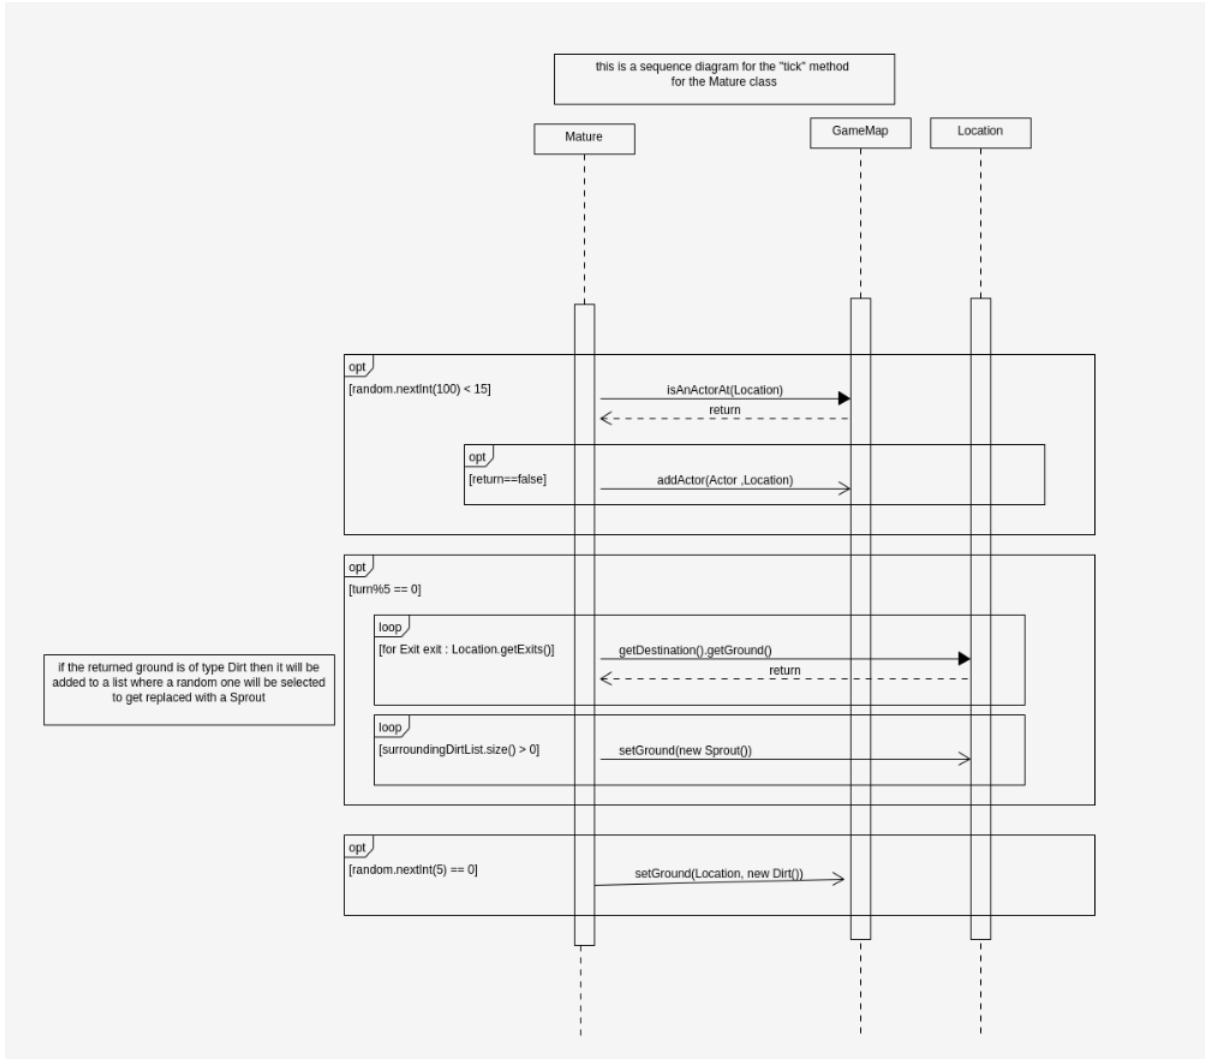 this is a sequence diagram for the "tick" method
for the Mature class
Mature
GameMap
Location
opt
[random.nextInt(100) < 15]
isAnActorAt(Location)
return
opt
[return==false]
addActor(Actor ,Location)
opt
[turn%5 == 0]
loop
[for Exit exit : Location.getExits()]
getDestination().getGround()
return
if the returned ground is of type Dirt then it will be
added to a list where a random one will be selected
to get replaced with a Sprout
loop
[surroundingDirtList.size() > 0]
setGround(new Sprout())
opt
[random.nextInt(5) == 0]
setGround(Location, new Dirt())